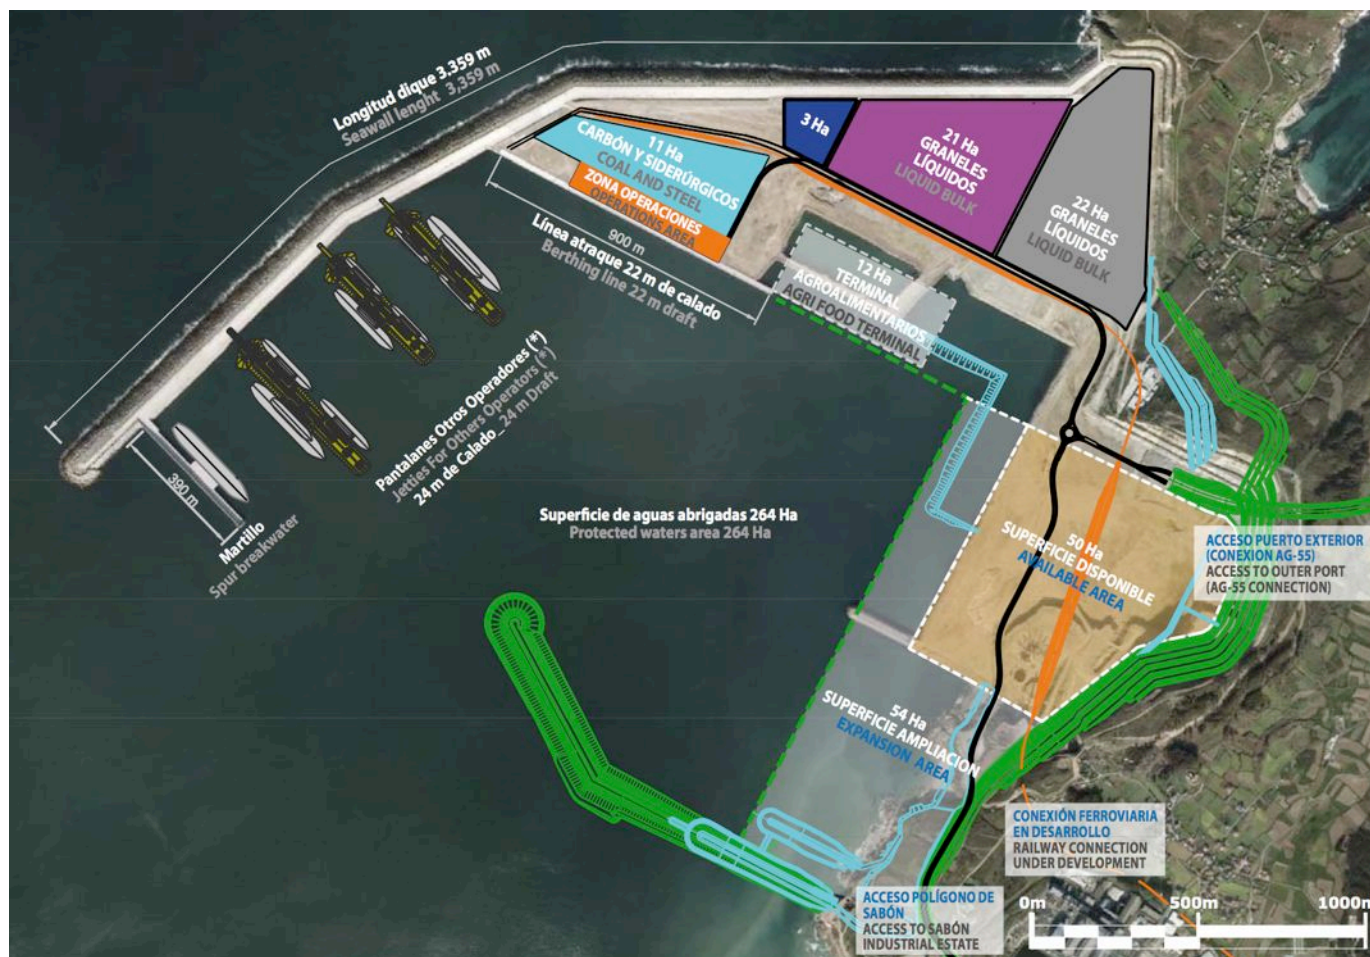 Longitud dique 3,359 m
Seawall lenght 3,359 m
11 Ha
CARBÓN Y SIDERÚRGICOS
COAL AND STEEL
ZONA OPERACIONES
OPERATIONS AREA
900 m
Línea atraque 22 m de calado
Berthing line 22 m draft
3 Ha
21 Ha
GRANELES
LÍQUIDOS
LIQUID BULK
22 Ha
GRANELES
LÍQUIDOS
LIQUID BULK
12 Ha
TERMINAL
AGROALIMENTARIOS
AGRI FOOD TERMINAL
Pantalanes Otros Operadores (*)
Jetties For Others Operators (*)
24 m de Calado_24 m Draft
390 m
Martillo
Spur breakwater
Superficie de aguas abrigadas 264 Ha
Protected waters area 264 Ha
50 Ha
SUPERFICIE DISPONIBLE
AVAILABLE AREA
ACCESO PUERTO EXTERIOR
(CONEXION AG-55)
ACCESS TO OUTER PORT
(AG-55 CONNECTION)
54 Ha
SUPERFICIE AMPLIACION
EXPANSION AREA
CONEXIÓN FERROVIARIA
EN DESARROLLO
RAILWAY CONNECTION
UNDER DEVELOPMENT
ACCESO POLÍGONO DE
SABÓN
ACCESS TO SABÓN
INDUSTRIAL ESTATE
0m 500m 1000m